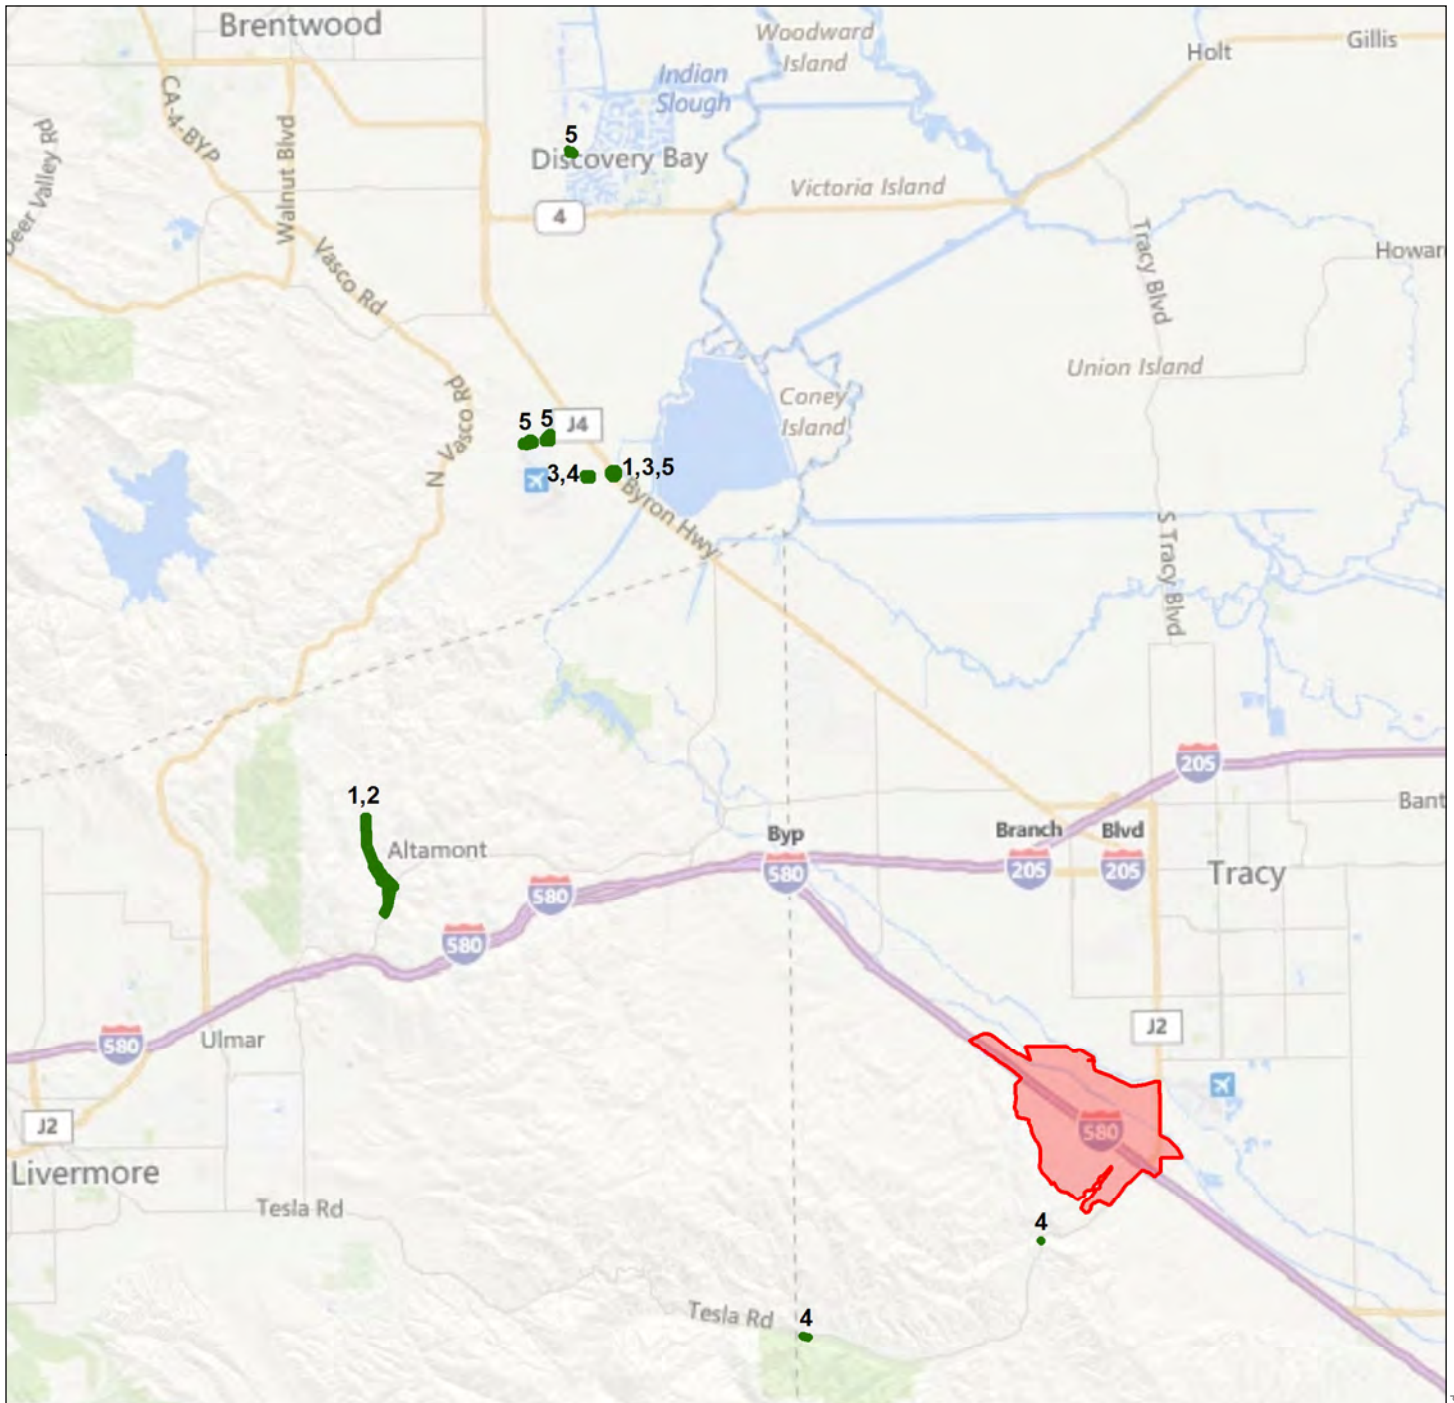 Brentwood
Woodward
Island
Holt
Gillis
Indian
Slough
CA-4-BYP
Deer Valley Rd
Walnut Blvd
5
Discovery Bay
Victoria Island
4
Tracy Blvd
Howar
Vasco Rd
Union Island
N Vasco Rd
Coney
Island
5 5
J4
3,4
1,3,5
Byron Hwy
S Tracy Blvd
205
1,2
Altamont
Byp
580
Branch
205
Blvd
205
Bant
Tracy
580
580
J2
Ulmar
580
J2
580
Livermore
Tesla Rd
4
Tesla Rd
4